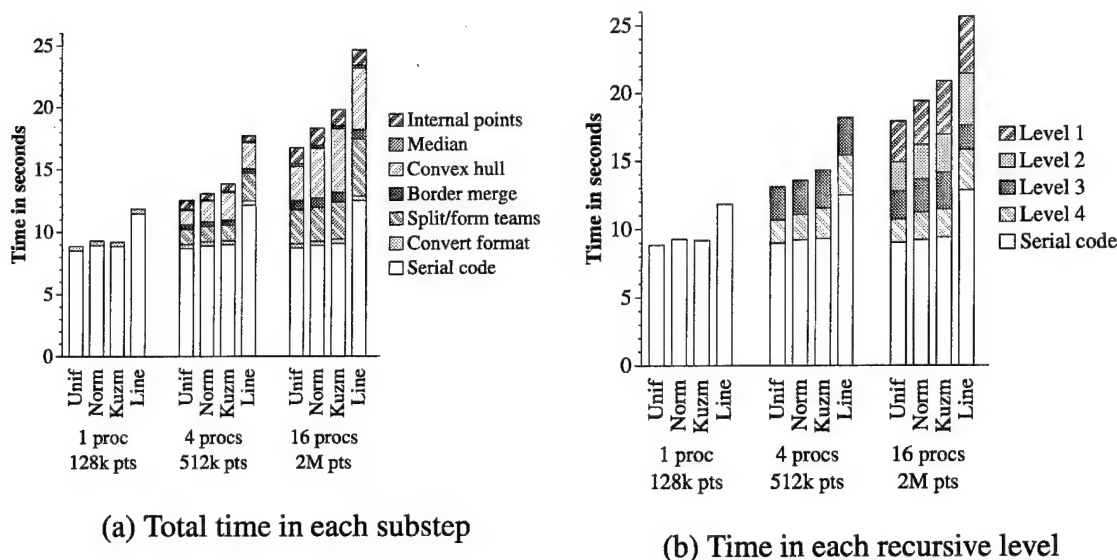 Time in seconds
25
20
15
10
5
0
Internal points
Median
Convex hull
Border merge
Split/form teams
Convert format
Serial code
Unif Norm Kuzm Line
Unif Norm Kuzm Line
Unif Norm Kuzm Line
1 proc 4 procs 16 procs
128k pts 512k pts 2M pts
(a) Total time in each substep
Time in seconds
25
20
15
10
5
0
Level 1
Level 2
Level 3
Level 4
Serial code
Unif Norm Kuzm Line
Unif Norm Kuzm Line
Unif Norm Kuzm Line
1 proc 4 procs 16 procs
128k pts 512k pts 2M pts
(b) Time in each recursive level